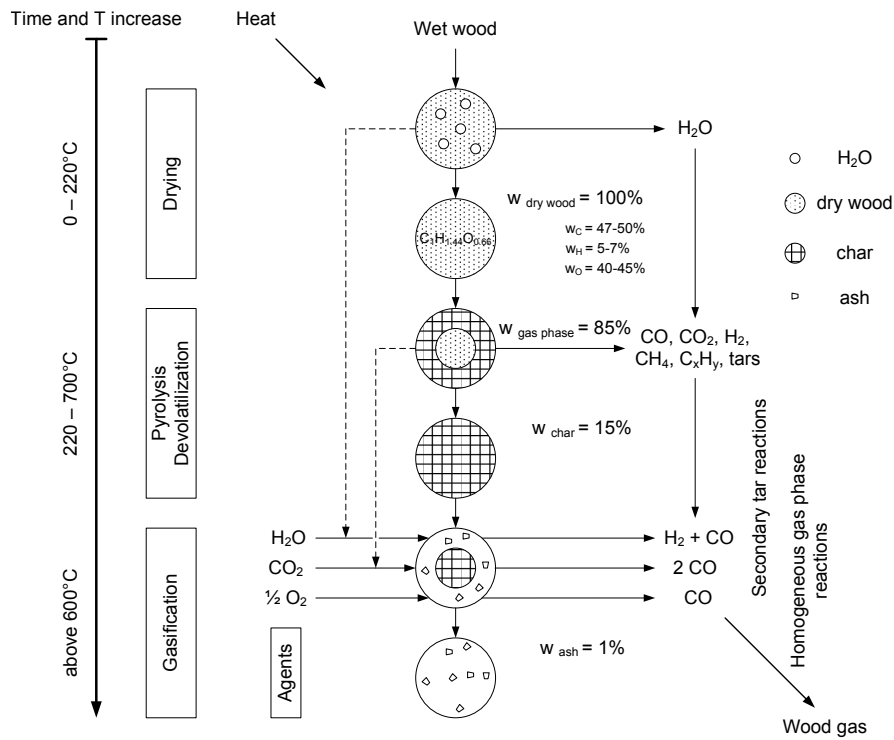 Time and T increase
Heat
Wet wood
H₂O
H₂O
dry wood
char
ash
0 – 220°C
Drying
w dry wood = 100%
w_C = 47-50%
w_H = 5-7%
w_O = 40-45%
C₁H₁.₄₄O₀.₆₆
220 – 700°C
Pyrolysis
Devolatilization
w gas phase = 85%
CO, CO₂, H₂,
CH₄, CₓHᵧ, tars
w char = 15%
Secondary tar reactions
Homogeneous gas phase
reactions
above 600°C
Gasification
H₂O
H₂ + CO
CO₂
2 CO
½ O₂
CO
Agents
w ash = 1%
Wood gas